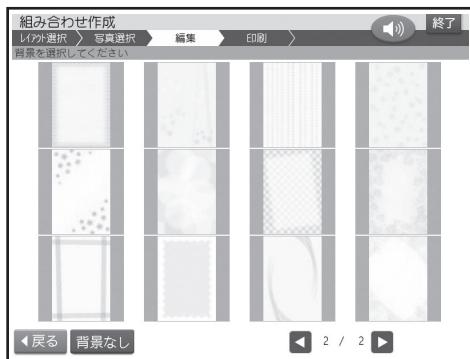 組み合わせ作成
終了
レイアウト選択 写真選択 編集 印刷
背景を選択してください
戻る 背景なし 2 / 2